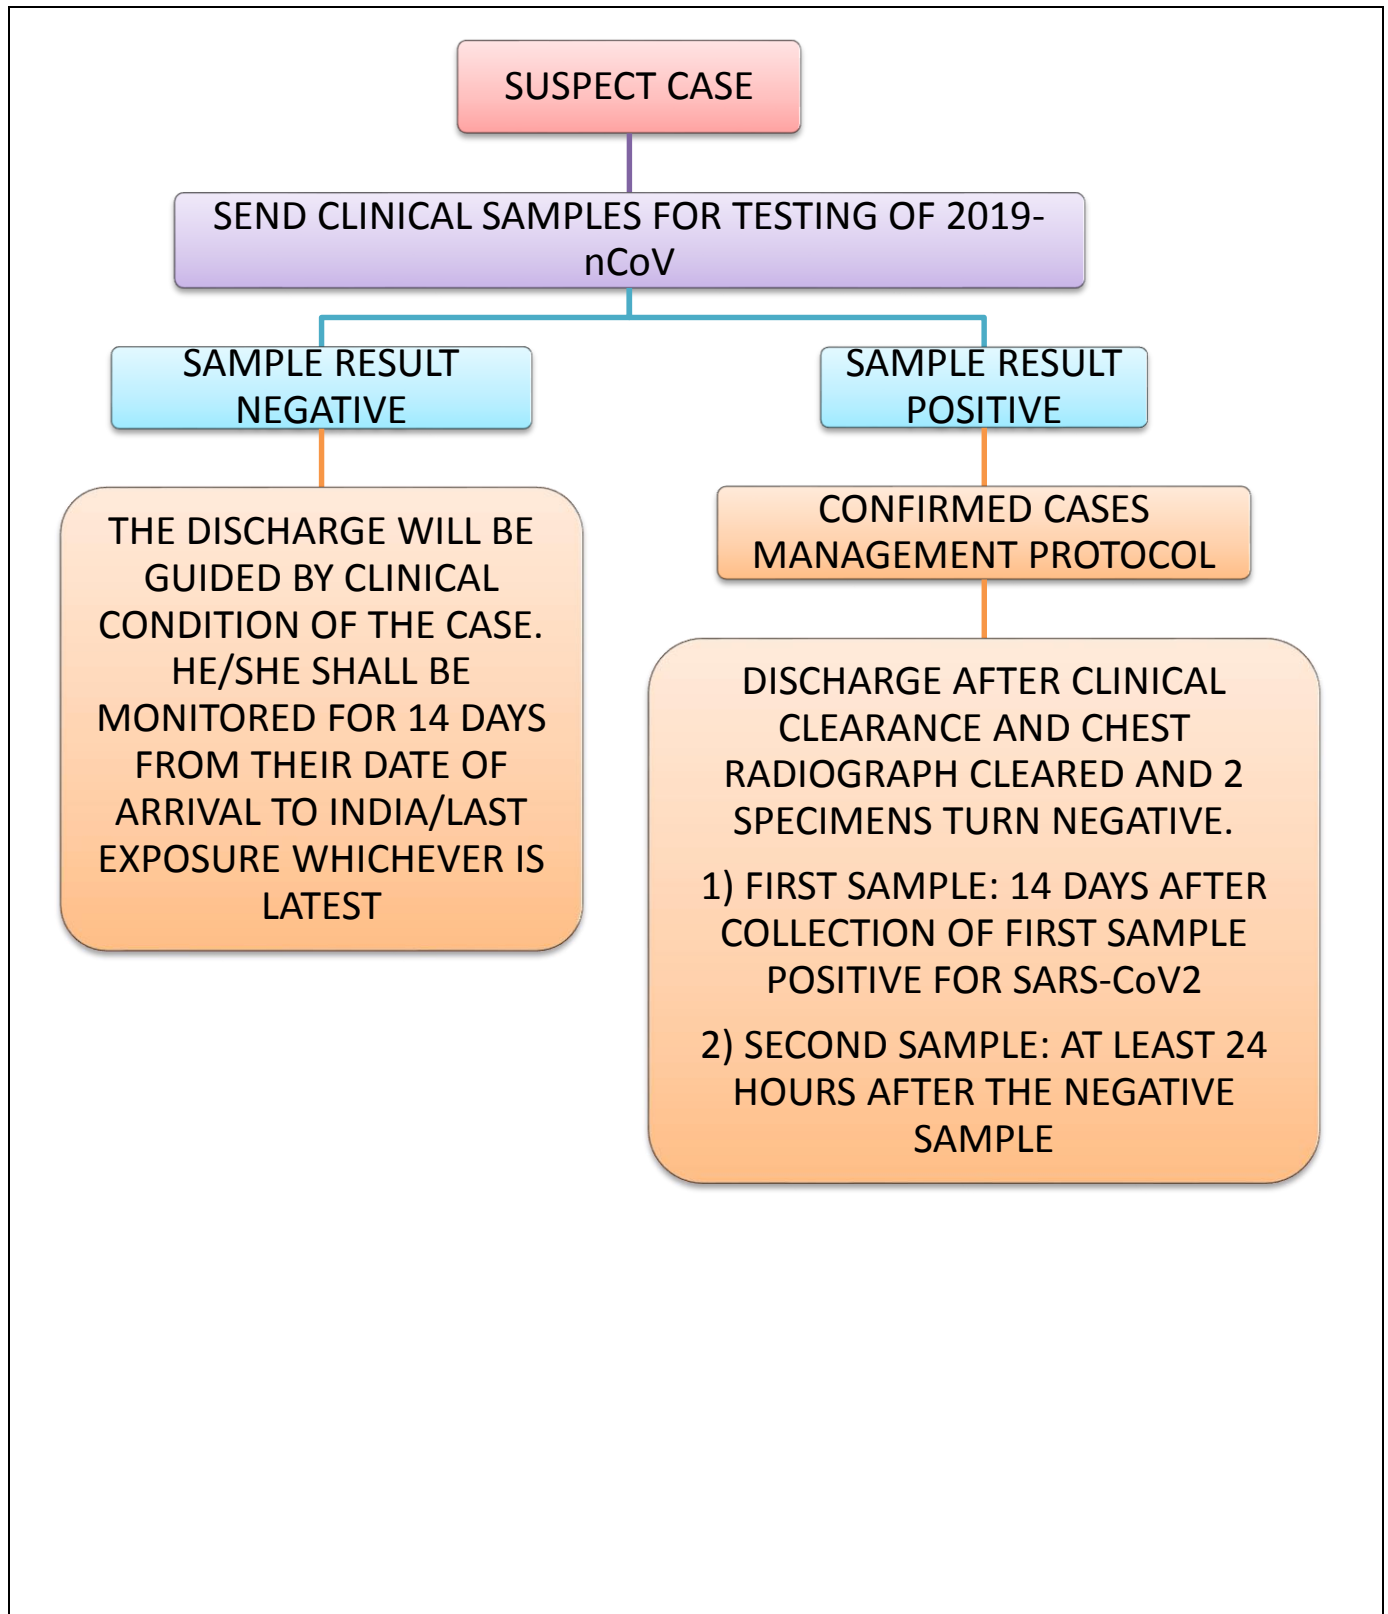 SUSPECT CASE
SEND CLINICAL SAMPLES FOR TESTING OF 2019-
nCoV
SAMPLE RESULT
NEGATIVE
THE DISCHARGE WILL BE
GUIDED BY CLINICAL
CONDITION OF THE CASE.
HE/SHE SHALL BE
MONITORED FOR 14 DAYS
FROM THEIR DATE OF
ARRIVAL TO INDIA/LAST
EXPOSURE WHICHEVER IS
LATEST
SAMPLE RESULT
POSITIVE
CONFIRMED CASES
MANAGEMENT PROTOCOL
DISCHARGE AFTER CLINICAL
CLEARANCE AND CHEST
RADIOGRAPH CLEARED AND 2
SPECIMENS TURN NEGATIVE.
1) FIRST SAMPLE: 14 DAYS AFTER
COLLECTION OF FIRST SAMPLE
POSITIVE FOR SARS-CoV2
2) SECOND SAMPLE: AT LEAST 24
HOURS AFTER THE NEGATIVE
SAMPLE